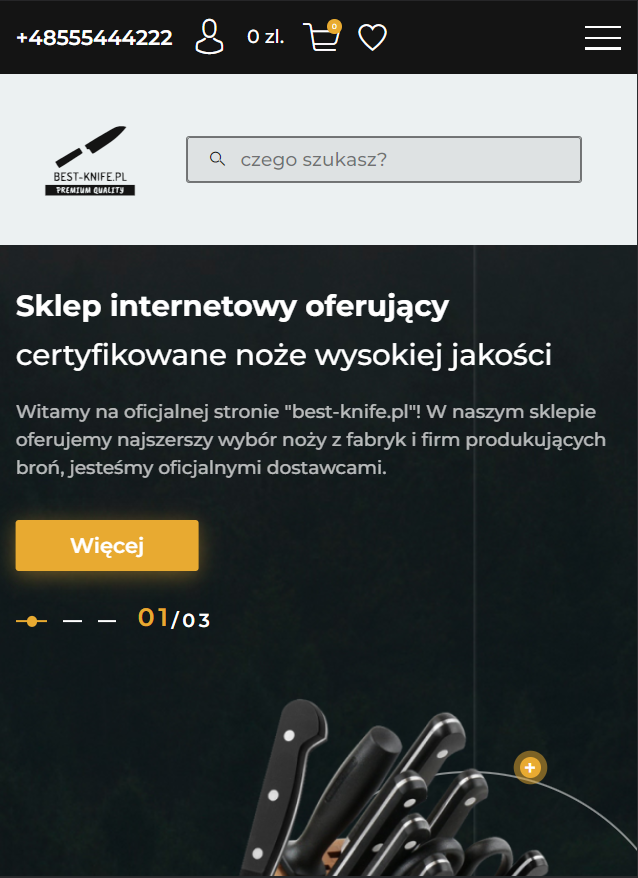 +48555444222 0 zl. 0
BEST-KNIFE.PL
PREMIUM QUALITY
czego szukasz?
Sklep internetowy oferujący
certyfikowane noże wysokiej jakości
Witamy na oficjalnej stronie "best-knife.pl"! W naszym sklepie
oferujemy najszerszy wybór noży z fabryk i firm produkujących
broń, jesteśmy oficjalnymi dostawcami.
Więcej
01/03